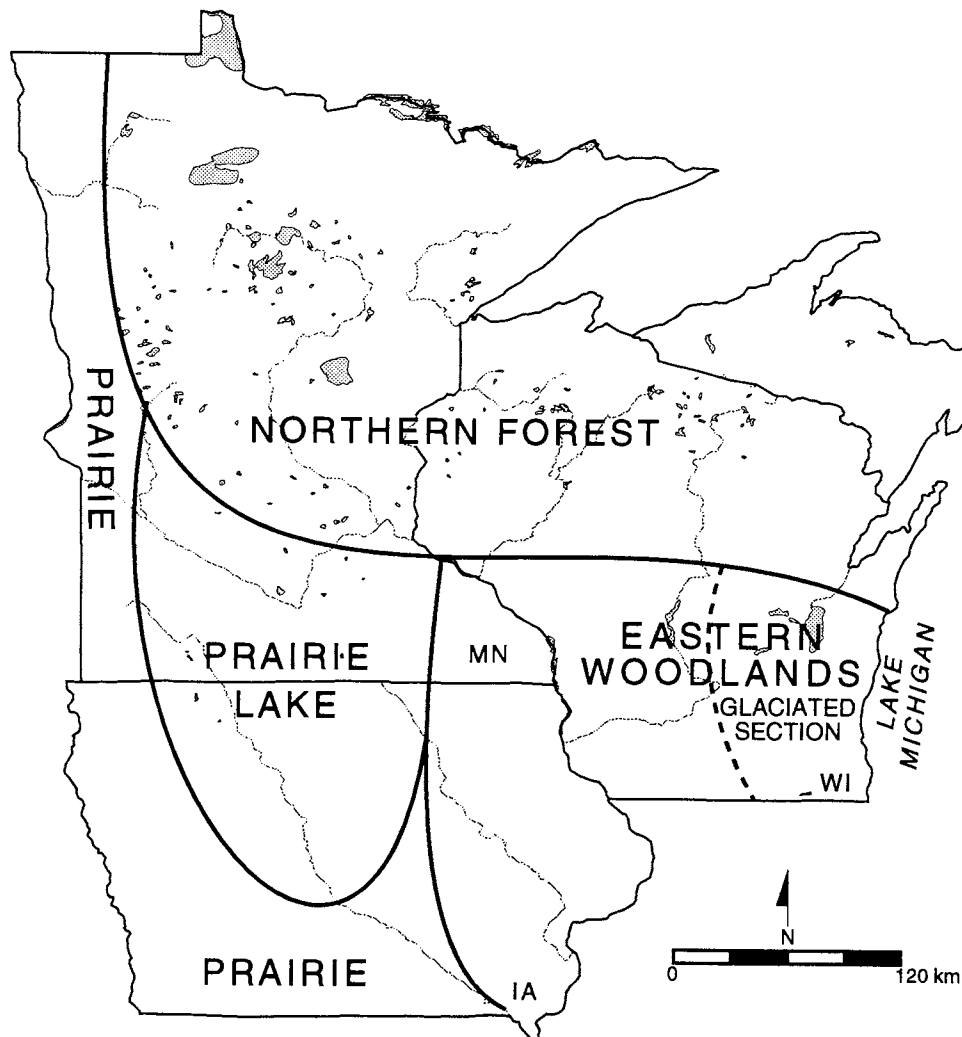 PRAIRIE
NORTHERN FOREST
PRAIRIE
LAKE
MN
EASTERN
WOODLANDS
GLACIATED
SECTION
WI
LAKE
MICHIGAN
PRAIRIE
IA
N
0
120 km